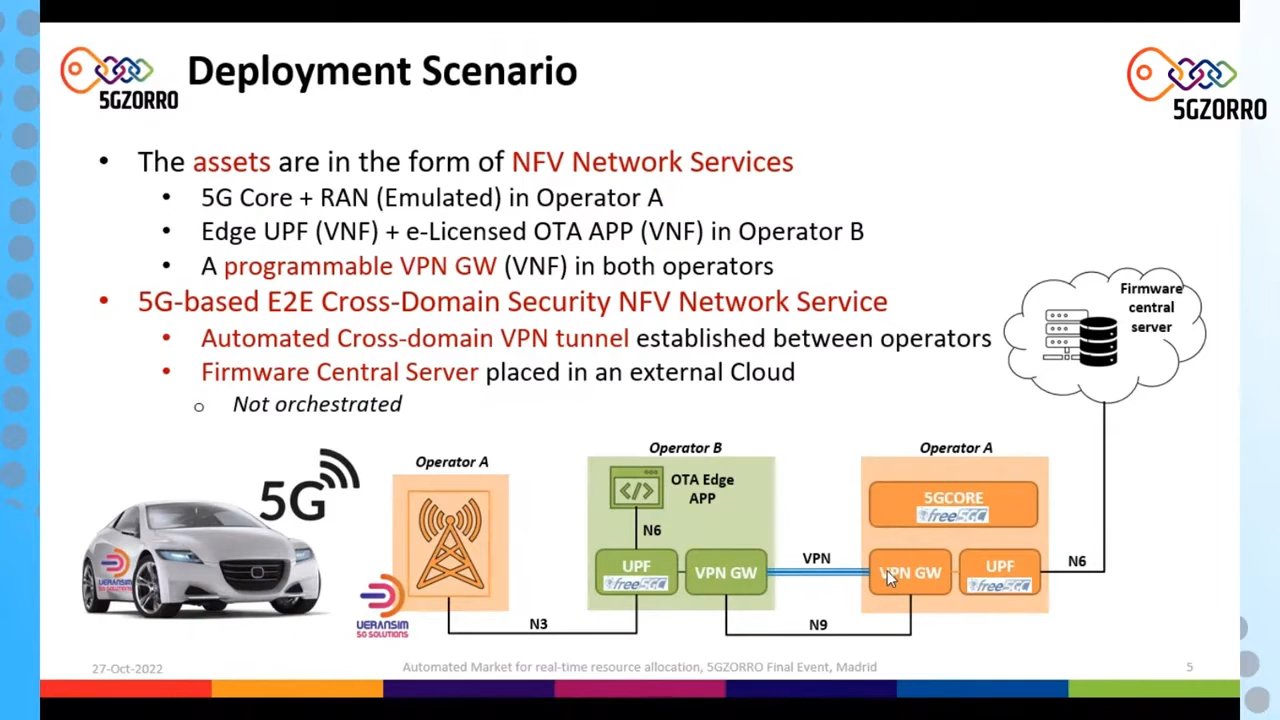 5GZORRO
Deployment Scenario
5GZORRO
• The assets are in the form of NFV Network Services
• 5G Core + RAN (Emulated) in Operator A
• Edge UPF (VNF) + e-Licensed OTA APP (VNF) in Operator B
• A programmable VPN GW (VNF) in both operators
• 5G-based E2E Cross-Domain Security NFV Network Service
• Automated Cross-domain VPN tunnel established between operators
• Firmware Central Server placed in an external Cloud
o Not orchestrated
Firmware
central
server
5G
Operator A
Operator B
Operator A
OTA Edge
APP
</>
N6
UPF
free5GC
VPN GW
VPN
5GCORE
free5GC
VPN GW
UPF
free5GC
N6
N3
N9
UERANSIM
5G SOLUTIONS
UERANSIM
5G SOLUTIONS
27-Oct-2022
Automated Market for real-time resource allocation, 5GZORRO Final Event, Madrid
5